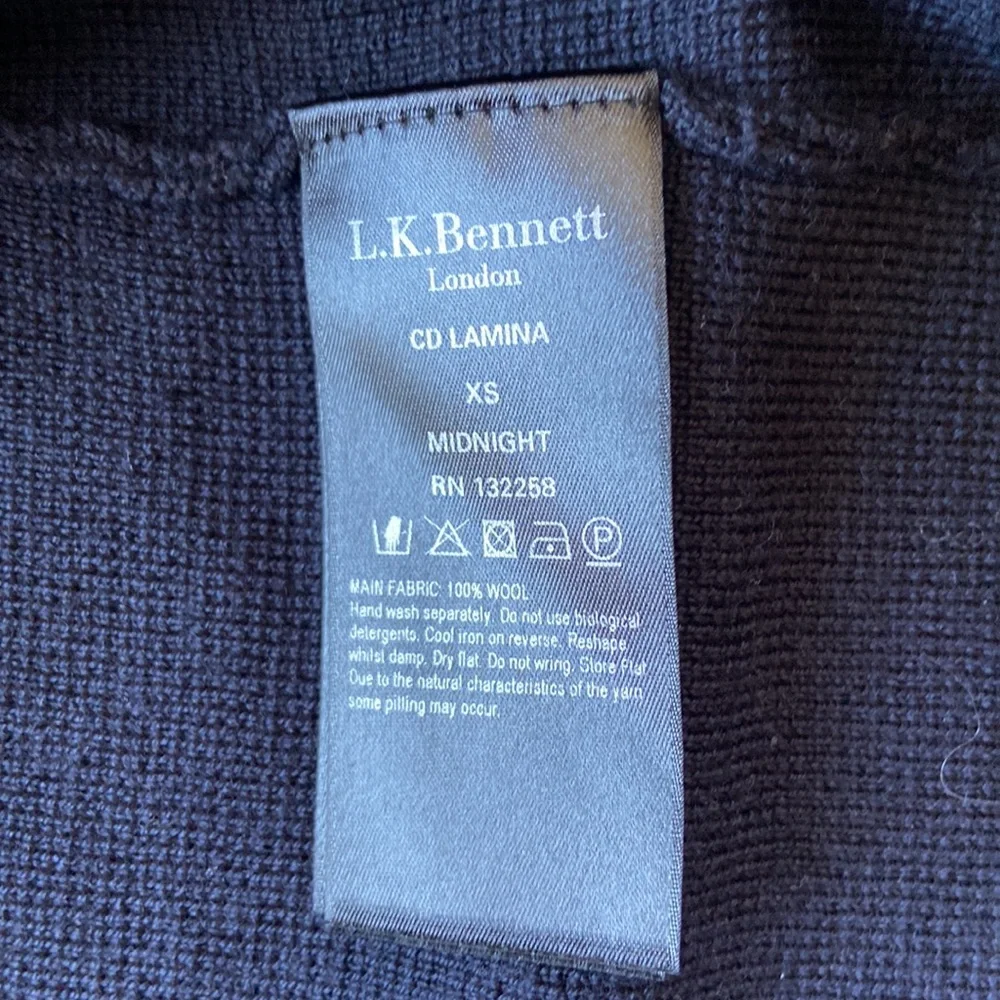 L.K.Bennett
London
CD LAMINA
XS
MIDNIGHT
RN 132258
P
MAIN FABRIC: 100% WOOL
Hand wash separately. Do not use biological
detergents. Cool iron on reverse. Reshape
whilst damp. Dry flat. Do not wring. Store Flat
Due to the natural characteristics of the yarn
some pilling may occur.